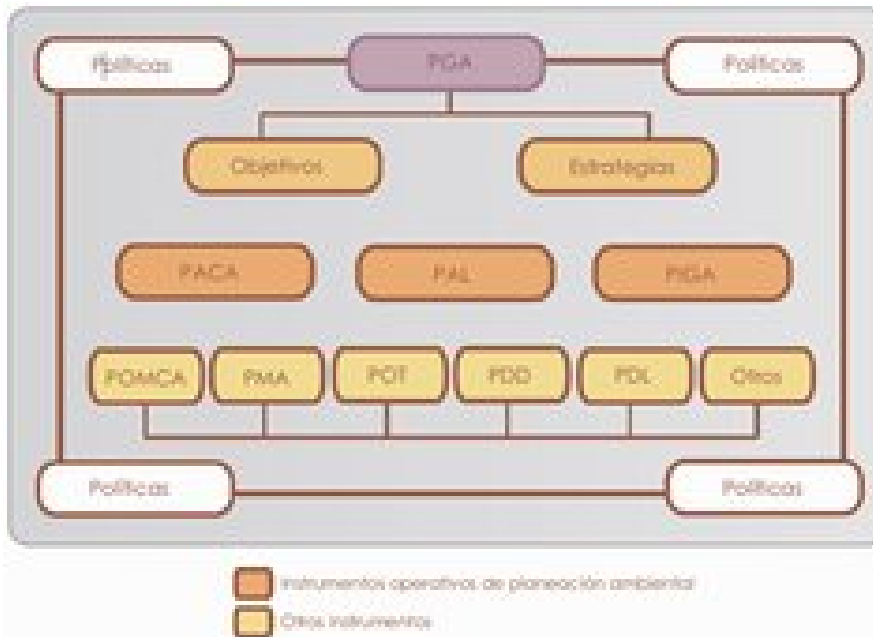 Políticas
PGA
Políticas
Objetivos
Estrategias
PACA
PAL
PIGA
POMCA
PMA
POT
PDD
PDL
Otros
Políticas
Políticas
Instrumentos operativos de planeación ambiental
Otros instrumentos